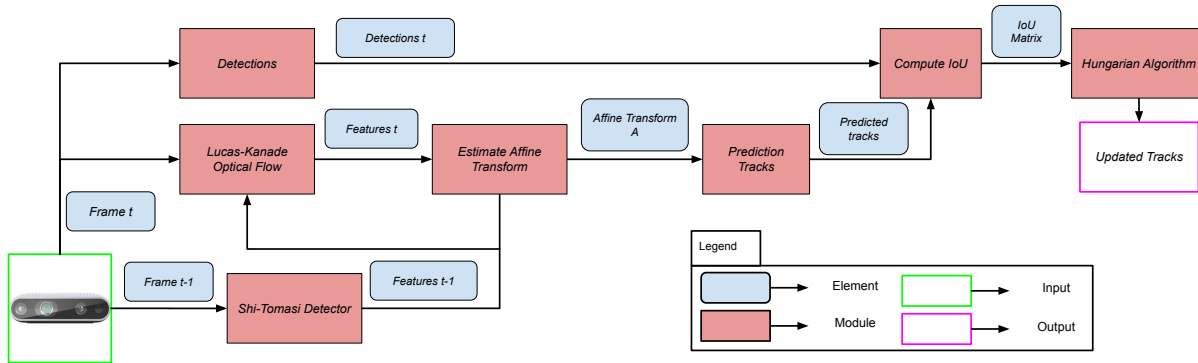 Detections t
IoU
Matrix
Detections
Compute IoU
Hungarian Algorithm
Features t
Affine Transform
A
Predicted
tracks
Lucas-Kanade
Optical Flow
Estimate Affine
Transform
Prediction
Tracks
Updated Tracks
Frame t
Frame t-1
Features t-1
Shi-Tomasi Detector
Legend
Element
Input
Module
Output